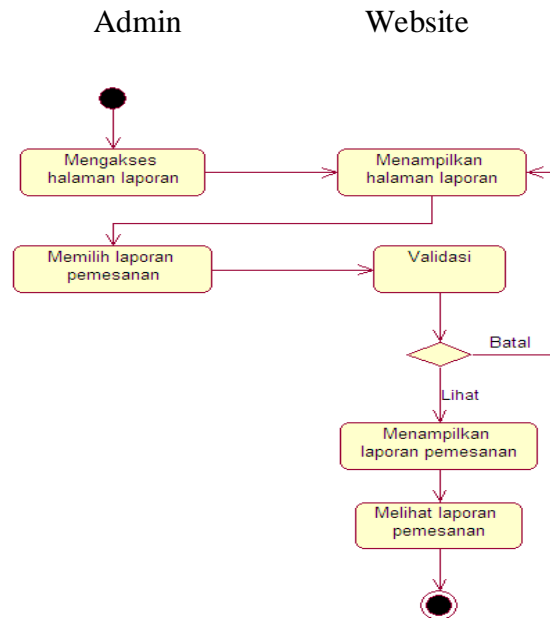 Admin
Website
Mengakses
halaman laporan
Menampilkan
halaman laporan
Memilih laporan
pemesanan
Validasi
Batal
Lihat
Menampilkan
laporan pemesanan
Melihat laporan
pemesanan